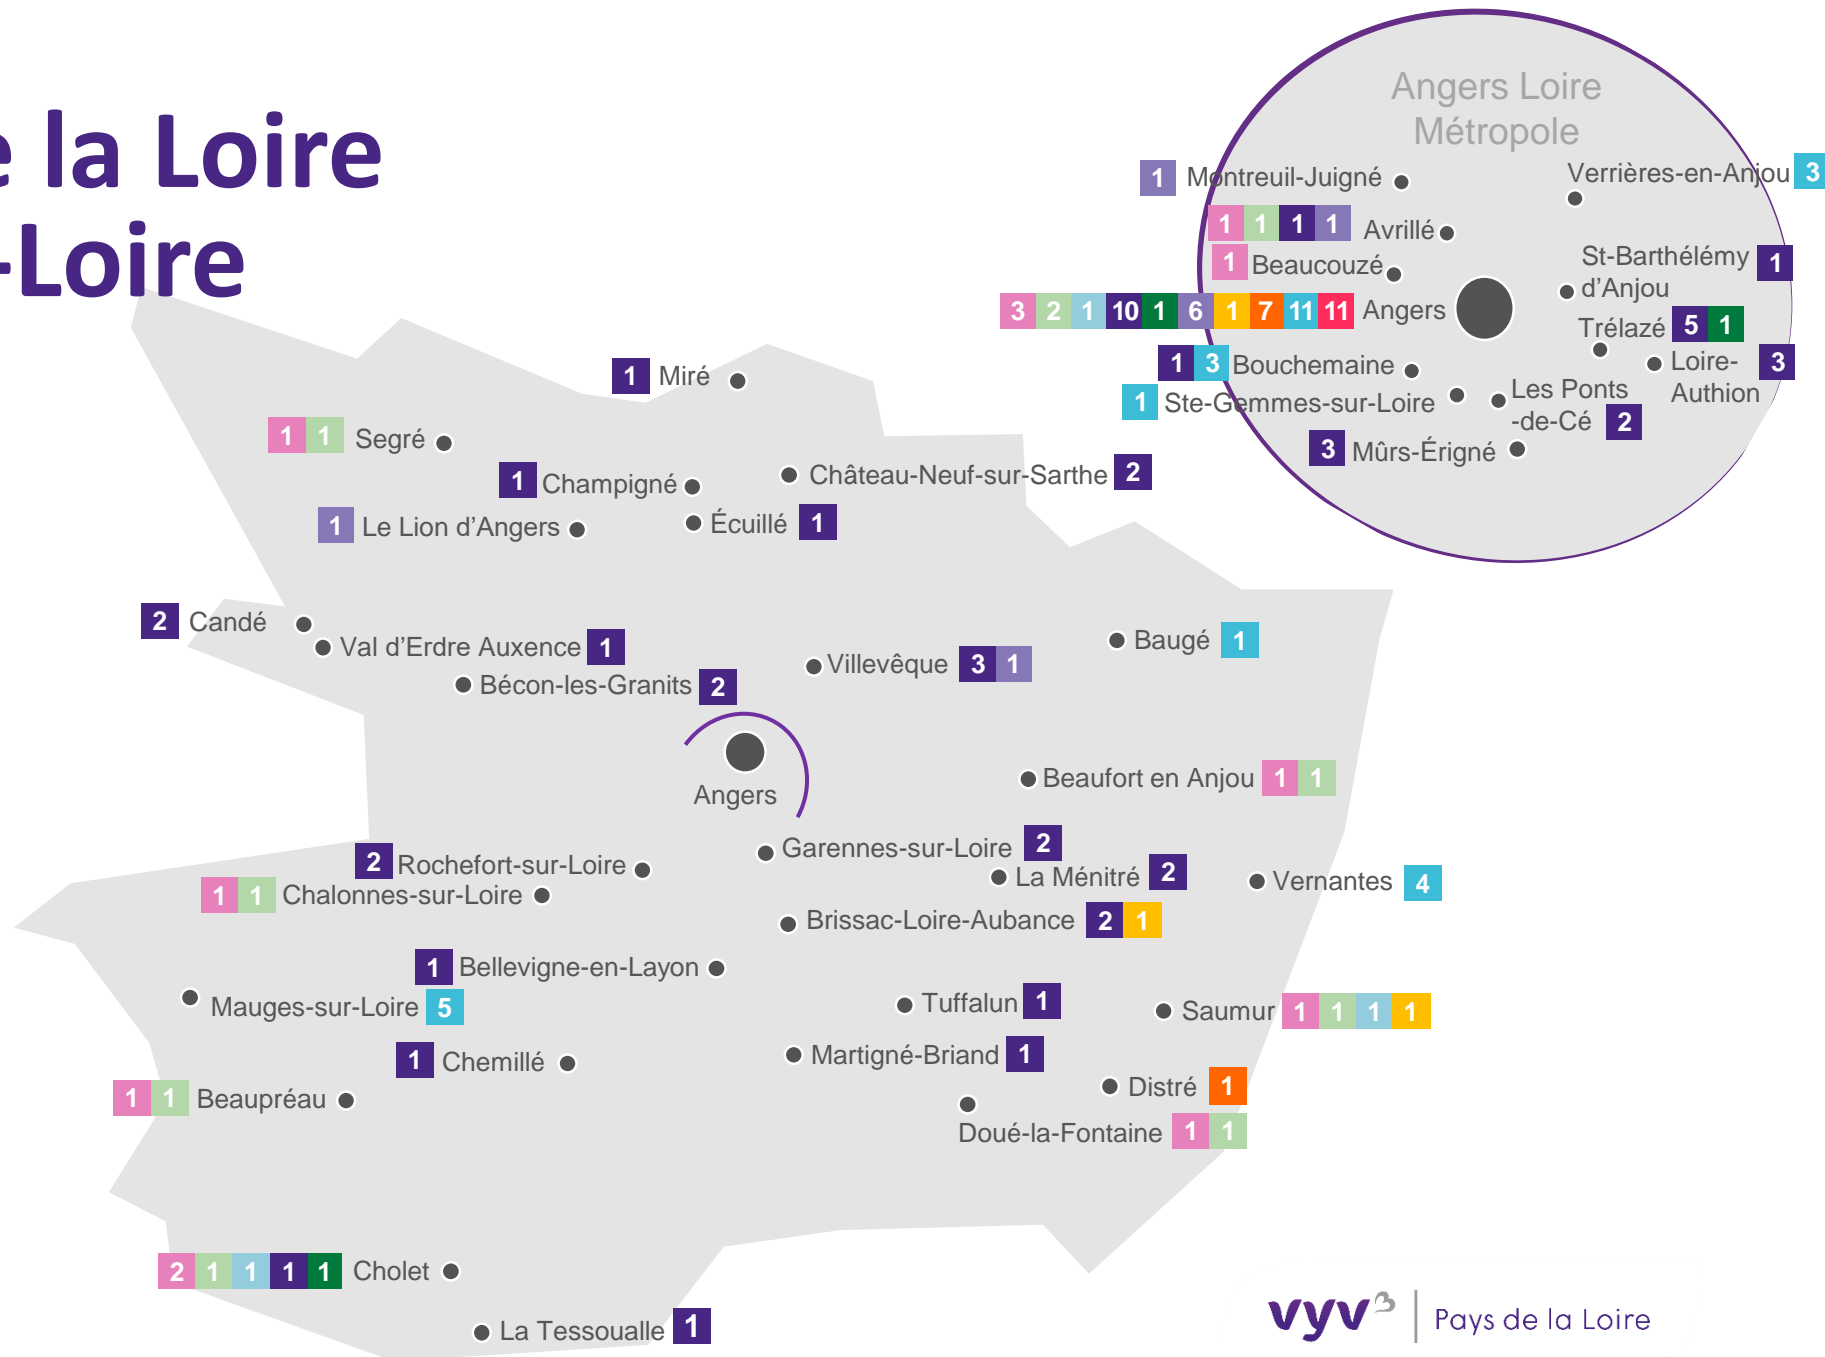 e la Loire
-Loire
Angers Loire
Métropole
1 Montreuil-Juigné
Verrières-en-Anjou 3
1 1 1 1 Avrillé
1 Beaucouzé
St-Barthélémy
d'Anjou 1
3 2 1 10 1 6 1 7 11 11 Angers
Trélazé 5 1
1 3 Bouchemaine
Loire-
Authion 3
1 Ste-Gemmes-sur-Loire
Les Ponts
-de-Cé 2
3 Mûrs-Érigné
1 Miré
1 1 Segré
1 Champigné
Château-Neuf-sur-Sarthe 2
1 Le Lion d'Angers
Écuillé 1
2 Candé
Val d'Erdre Auxence 1
Baugé 1
Villevêque 3 1
Bécon-les-Granits 2
Angers
Beaufort en Anjou 1 1
Garennes-sur-Loire 2
2 Rochefort-sur-Loire
La Ménitré 2
Vernantes 4
1 1 Chalonnes-sur-Loire
Brissac-Loire-Aubance 2 1
1 Bellevigne-en-Layon
Mauges-sur-Loire 5
Tuffalun 1
Saumur 1 1 1 1
1 Chemillé
Martigné-Briand 1
Distré 1
1 1 Beaupréau
Doué-la-Fontaine 1 1
2 1 1 1 1 Cholet
La Tessoualle 1
vyv3 Pays de la Loire